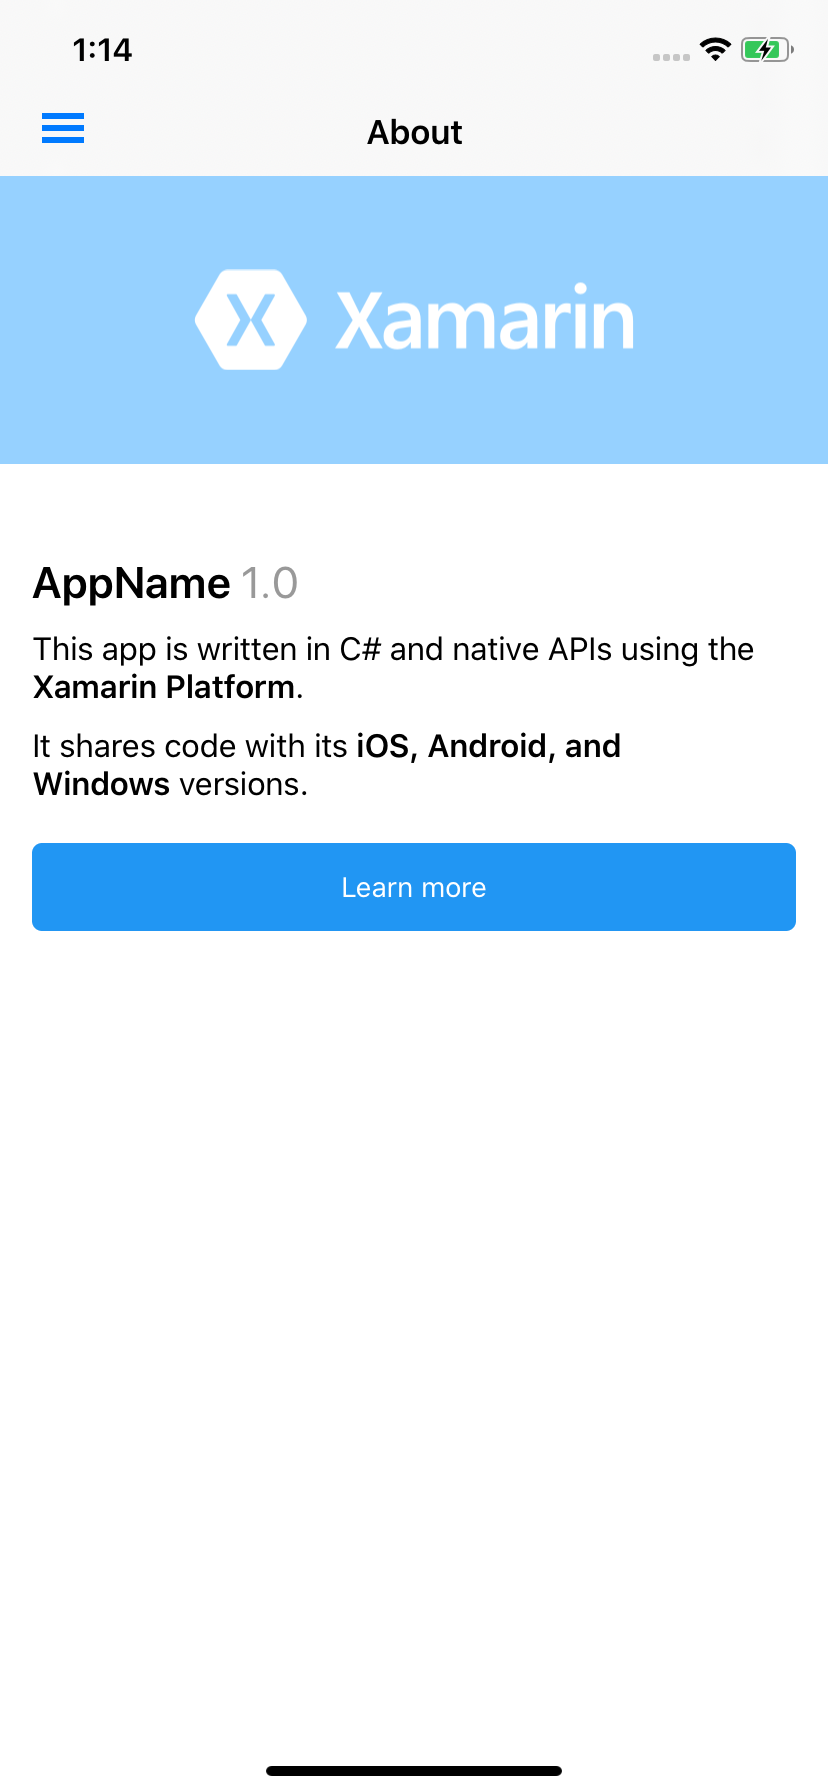 1:14
About
X Xamarin
AppName 1.0
This app is written in C# and native APIs using the
Xamarin Platform.
It shares code with its iOS, Android, and
Windows versions.
Learn more